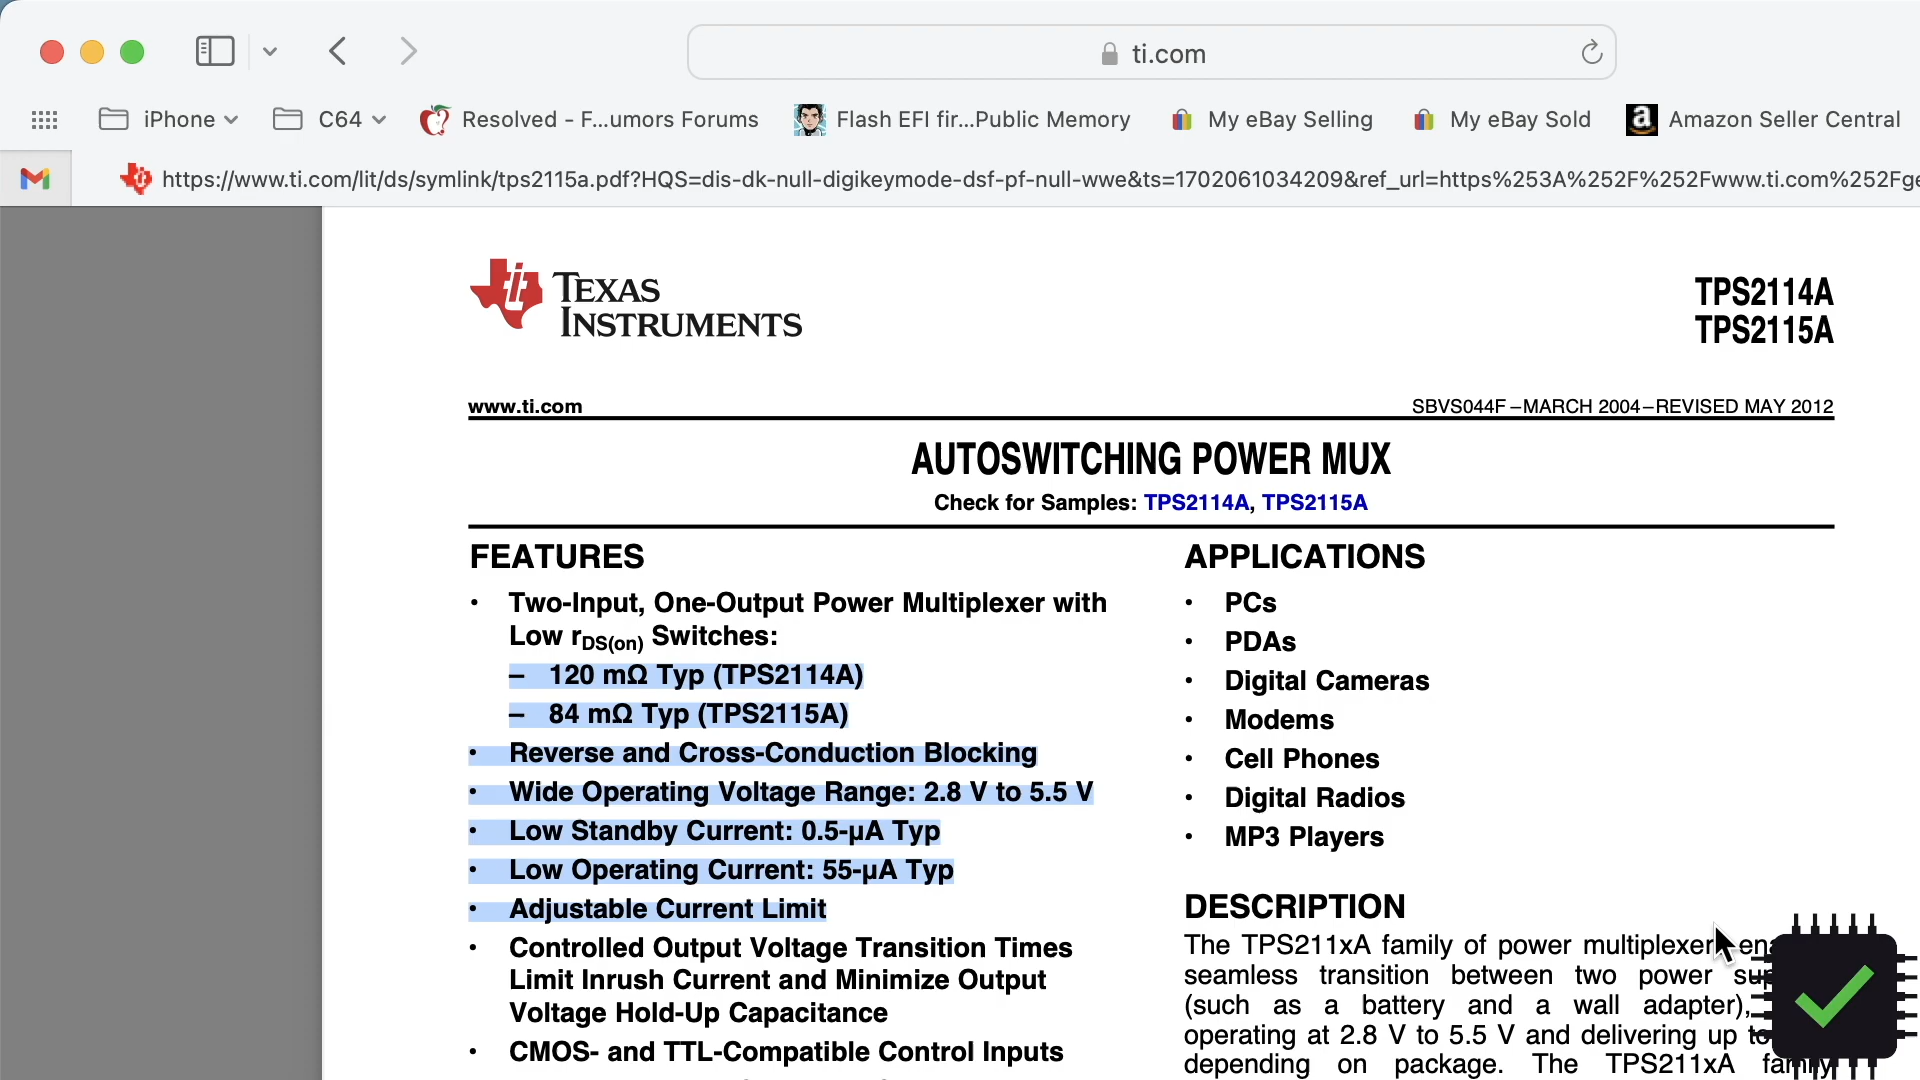 ti.com
iPhone
C64
Resolved - F...umors Forums
Flash EFI fir...Public Memory
My eBay Selling
My eBay Sold
Amazon Seller Central
https://www.ti.com/lit/ds/symlink/tps2115a.pdf?HQS=dis-dk-null-digikeymode-dsf-pf-null-wwe&ts=1702061034209&ref_url=https%253A%252F%252Fwww.ti.com%252Fge
TEXAS
INSTRUMENTS
TPS2114A
TPS2115A
www.ti.com
SBVS044F –MARCH 2004–REVISED MAY 2012
AUTOSWITCHING POWER MUX
Check for Samples: TPS2114A, TPS2115A
FEATURES
• Two-Input, One-Output Power Multiplexer with
Low rDS(on) Switches:
– 120 mΩ Typ (TPS2114A)
– 84 mΩ Typ (TPS2115A)
• Reverse and Cross-Conduction Blocking
• Wide Operating Voltage Range: 2.8 V to 5.5 V
• Low Standby Current: 0.5-μA Typ
• Low Operating Current: 55-μA Typ
• Adjustable Current Limit
• Controlled Output Voltage Transition Times
Limit Inrush Current and Minimize Output
Voltage Hold-Up Capacitance
• CMOS- and TTL-Compatible Control Inputs
APPLICATIONS
• PCs
• PDAs
• Digital Cameras
• Modems
• Cell Phones
• Digital Radios
• MP3 Players
DESCRIPTION
The TPS211xA family of power multiplexers
seamless transition between two power
(such as a battery and a wall adapter),
operating at 2.8 V to 5.5 V and delivering up to
depending on package. The TPS211xA family